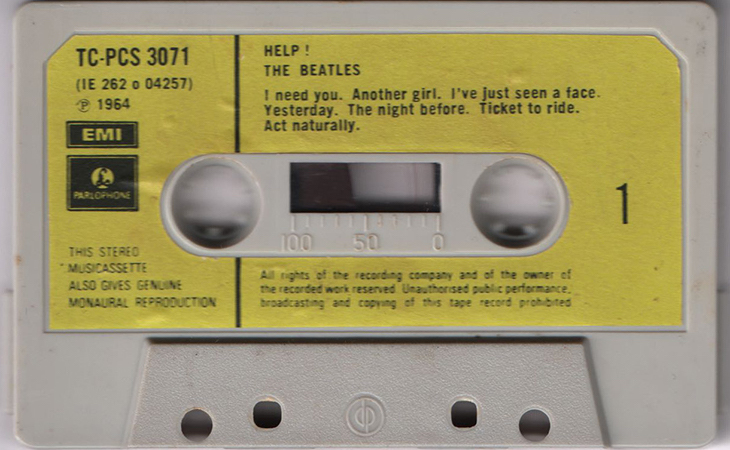 TC-PCS 3071
(IE 262 o 04257)
℗ 1964
EMI
PARLOPHONE
THIS STEREO
MUSICASSETTE
ALSO GIVES GENUINE
MONAURAL REPRODUCTION
HELP !
THE BEATLES
I need you. Another girl. I've just seen a face.
Yesterday. The night before. Ticket to ride.
Act naturally.
100 50 0
1
All rights of the recording company and of the owner of
the recorded work reserved. Unauthorised public performance,
broadcasting and copying of this tape record prohibited